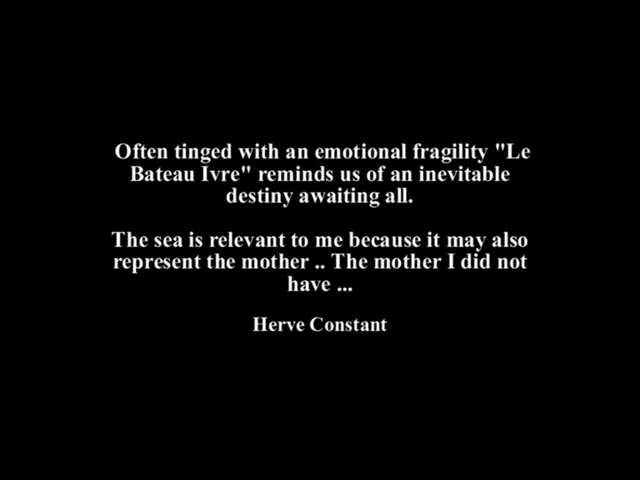 Often tinged with an emotional fragility "Le
Bateau Ivre" reminds us of an inevitable
destiny awaiting all.
The sea is relevant to me because it may also
represent the mother .. The mother I did not
have ...
Herve Constant